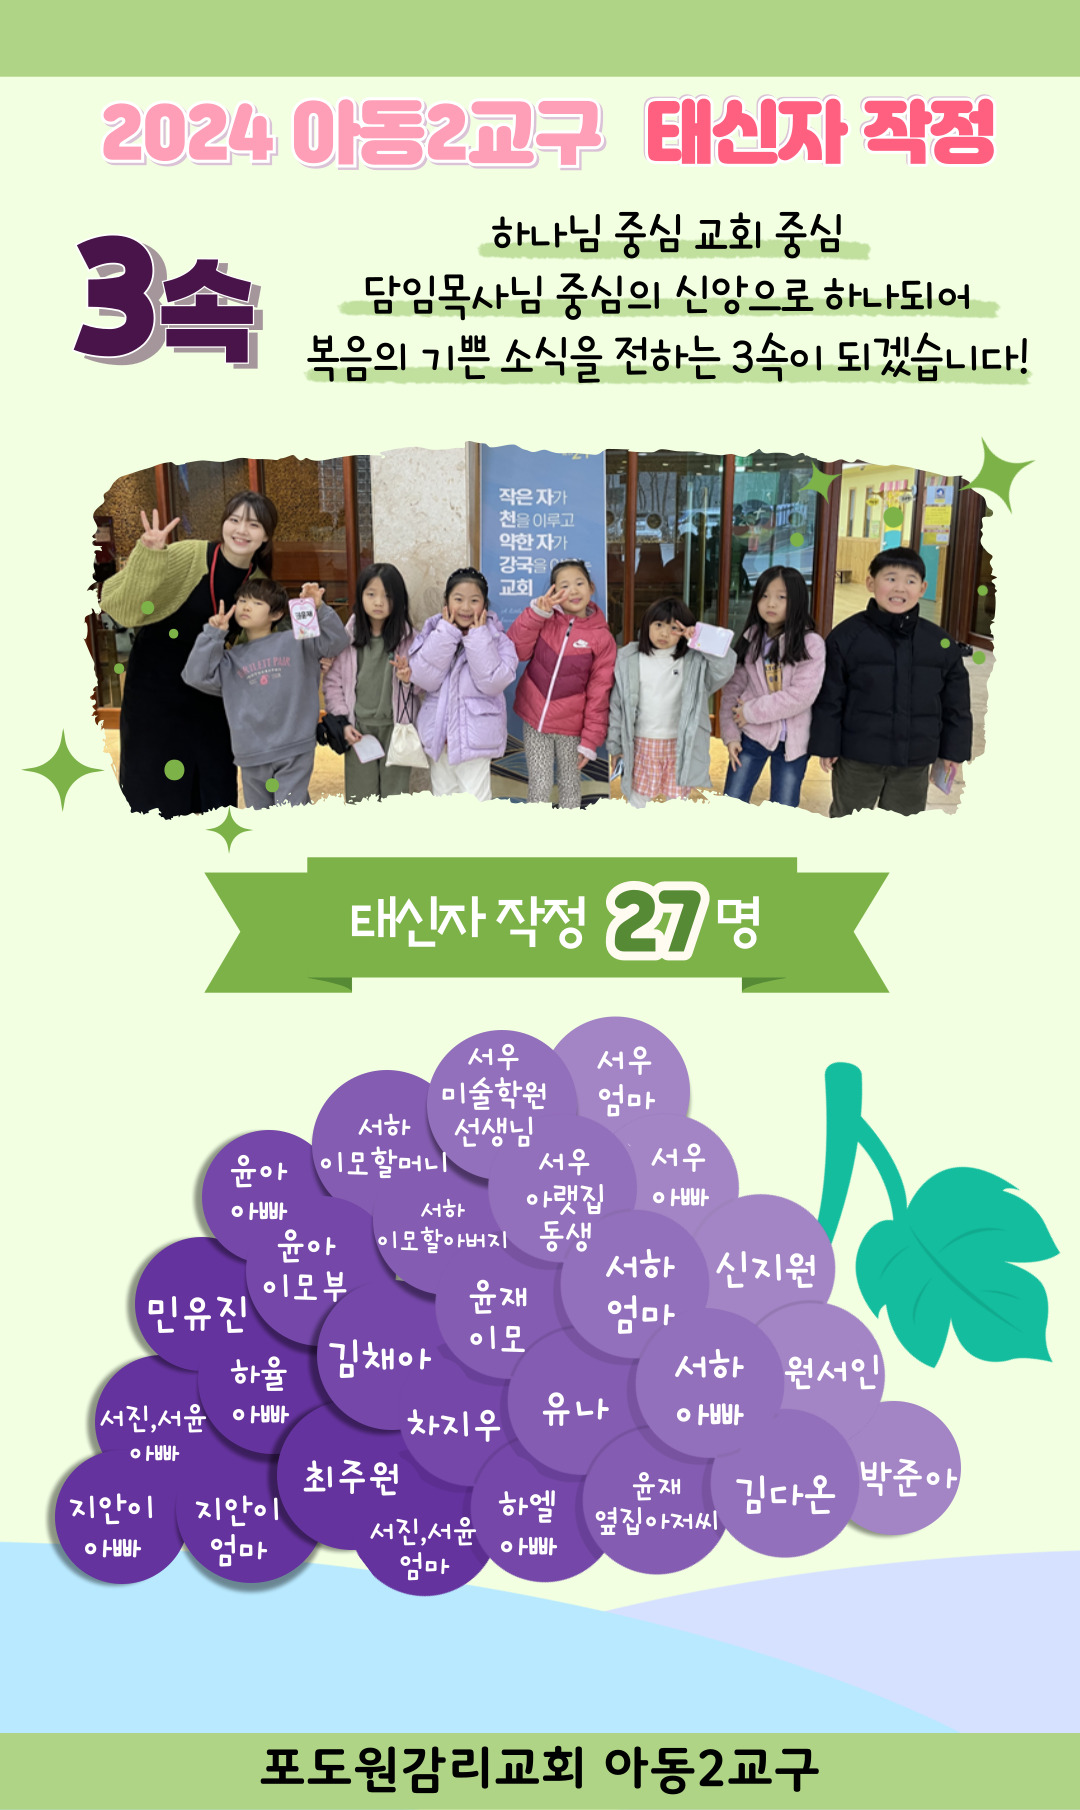 2024 아동2교구 태신자 작정
3속
하나님 중심 교회 중심
담임목사님 중심의 신앙으로 하나되어
복음의 기쁜 소식을 전하는 3속이 되겠습니다!
작은 자가
천을 이루고
약한 자가
강국을
교회
태신자 작정 27명
서우
엄마
서우
미술학원
선생님
서하
이모할머니
서우
아빠
서우
아랫집
동생
윤아
아빠
서하
이모할아버지
윤아
이모부
신지원
서하
엄마
윤재
이모
민유진
김채아
하율
아빠
서하
아빠
원서인
유나
차지우
서진,서윤
아빠
최주원
박준아
김다온
윤재
옆집아저씨
하엘
아빠
지안이
아빠
지안이
엄마
서진,서윤
엄마
포도원감리교회 아동2교구